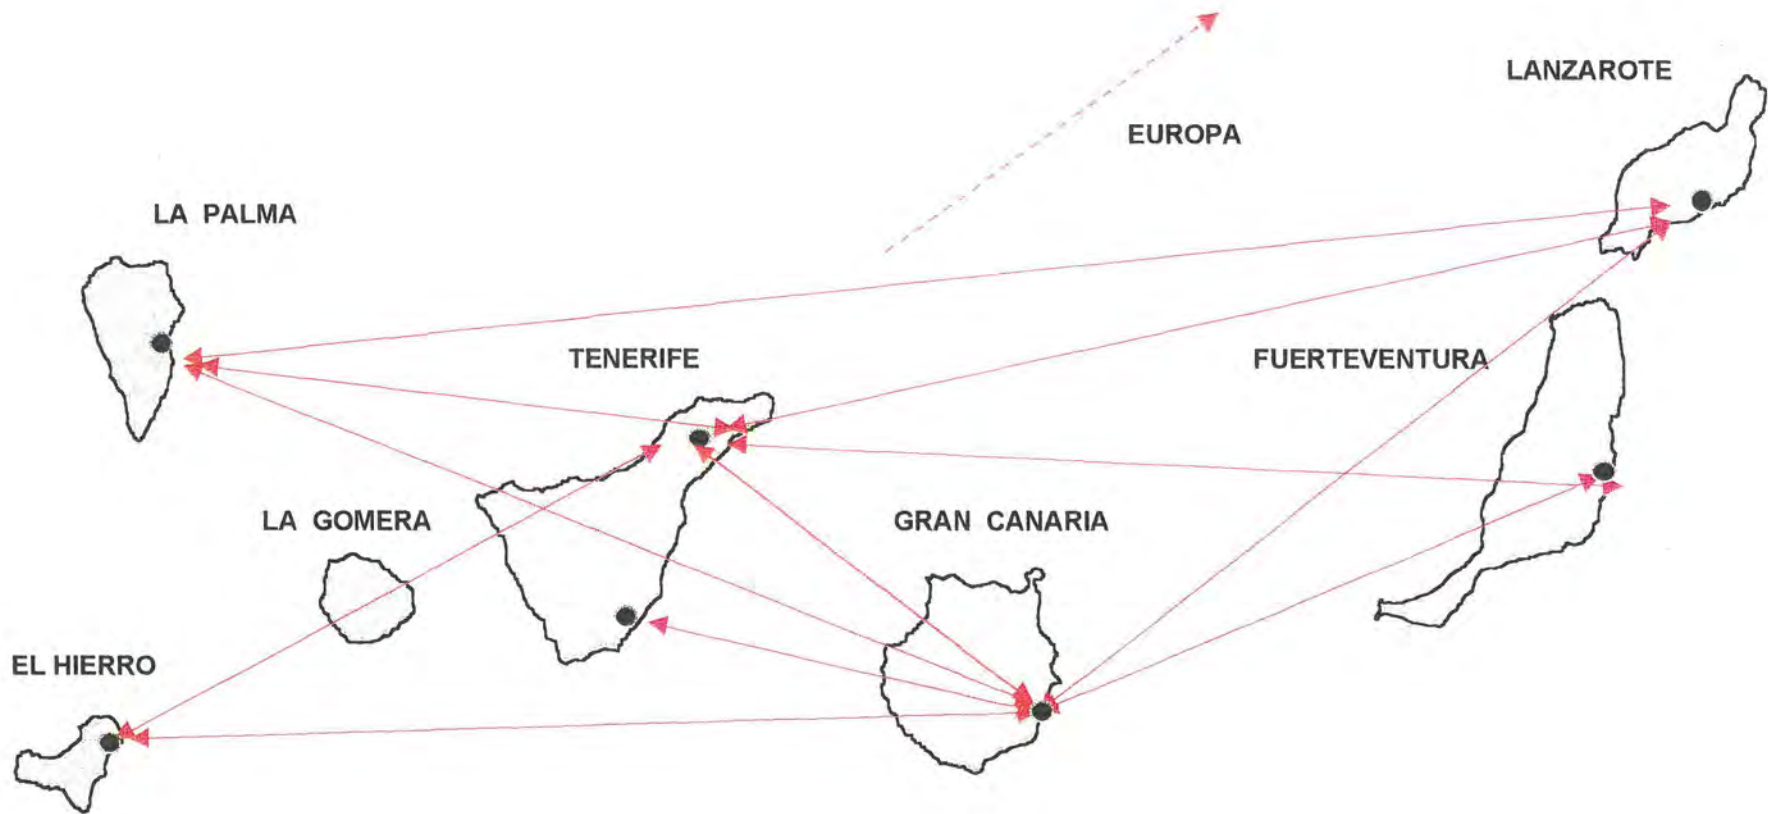 LANZAROTE
EUROPA
LA PALMA
TENERIFE
FUERTEVENTURA
LA GOMERA
GRAN CANARIA
EL HIERRO